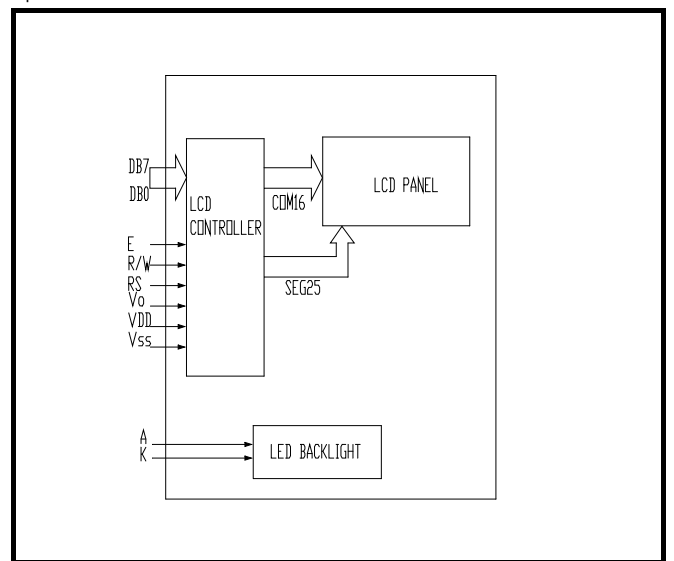 DB7
DB0
LCD
CONTROLLER
COM16
LCD PANEL
SEG25
E
R/W
RS
Vo
VDD
Vss
A
K
LED BACKLIGHT